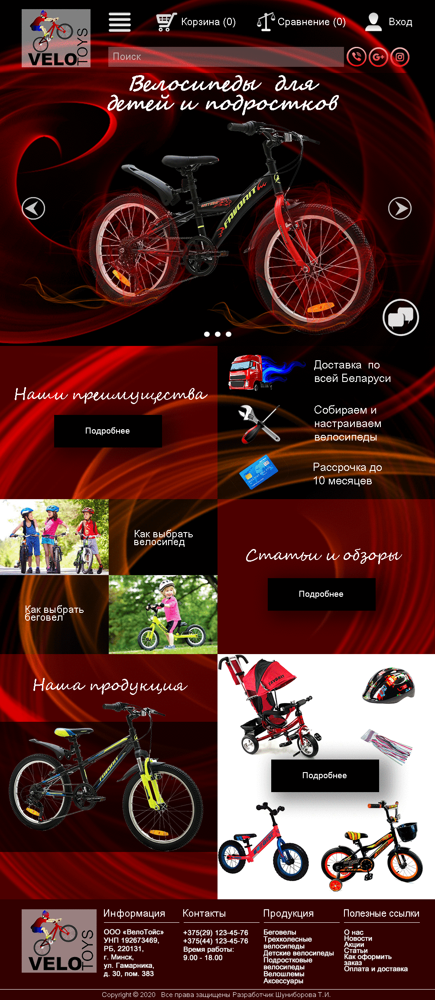 VELO TOYS
Корзина (0)
Сравнение (0)
Вход
Поиск
G+
Велосипеды для
детей и подростков
FAVORIT
Наши преимущества
Подробнее
Доставка по
всей Беларуси
Собираем и
настраиваем
велосипеды
Рассрочка до
10 месяцев
Как выбрать
велосипед
Статьи и обзоры
Подробнее
Как выбрать
беговел
Наша продукция
FAVORIT
FAVORIT
Подробнее
FAVORIT
BIKER
VELO TOYS
Информация
ООО «ВелоТойс»
УНП 192673469,
РБ, 220131,
г. Минск,
ул. Гамарника,
д. 30, пом. 383
Контакты
+375(29) 123-45-76
+375(44) 123-45-76
Время работы:
9.00 - 18.00
Продукция
Беговелы
Трехколесные
велосипеды
Детские велосипеды
Подростковые
велосипеды
Велошлемы
Аксессуары
Полезные ссылки
О нас
Новости
Акции
Статьи
Как оформить
заказ
Оплата и доставка
Copyright © 2020 Все права защищены Разработчик Шуниборова Т.И.